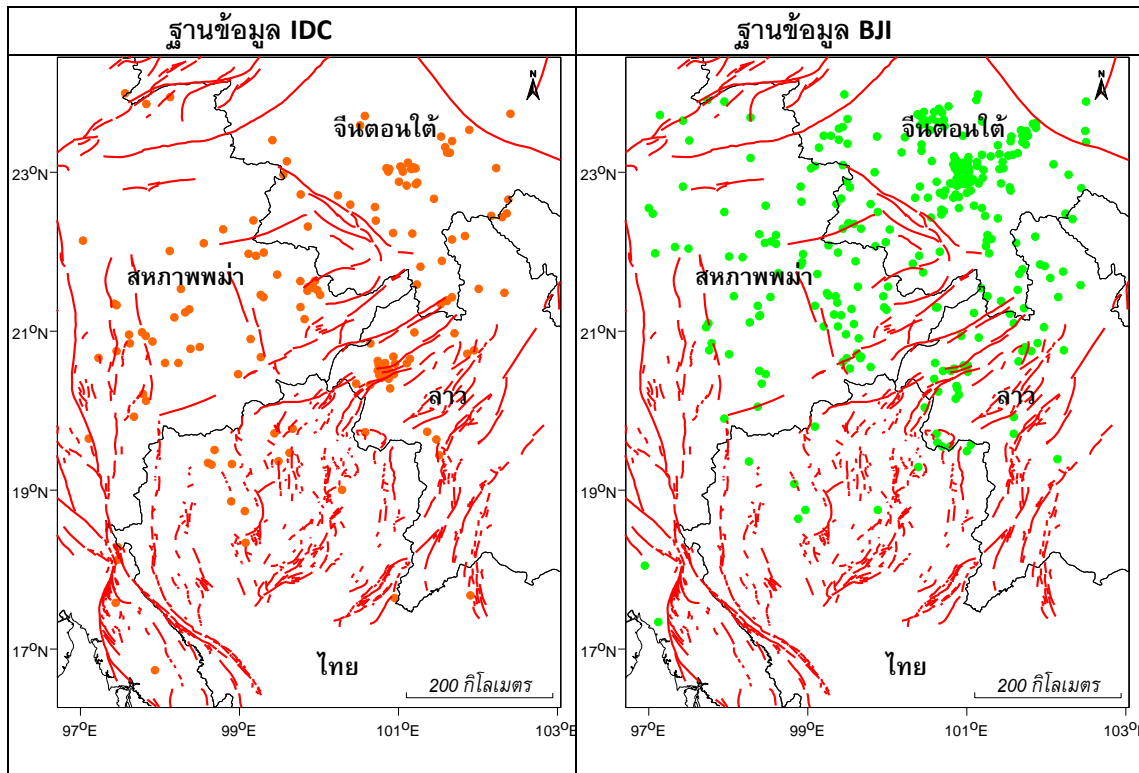 ฐานข้อมูล IDC
ฐานข้อมูล BJI
N
จีนตอนใต้
23°N
สหภาพพม่า
21°N
ลาว
19°N
17°N
ไทย
200 กิโลเมตร
97°E
99°E
101°E
103°E
N
จีนตอนใต้
23°N
สหภาพพม่า
21°N
ลาว
19°N
17°N
ไทย
200 กิโลเมตร
97°E
99°E
101°E
103°E